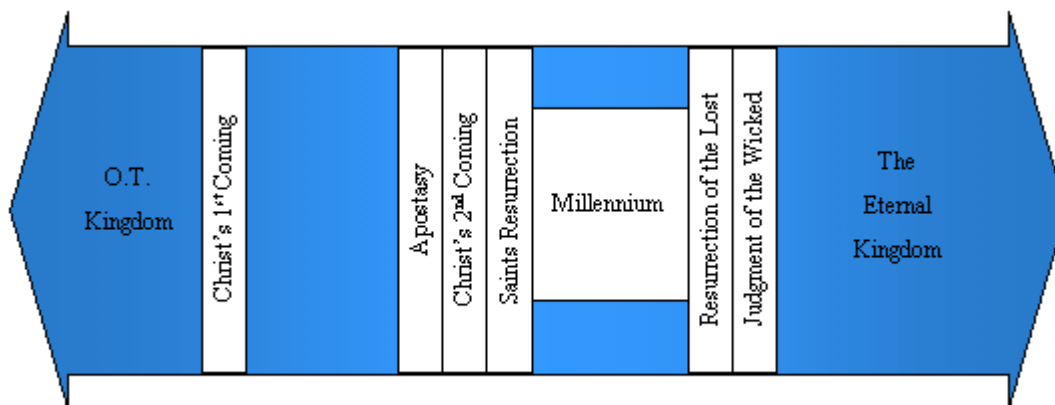 O.T.
Kingdom
Christ's 1st Coming
Apostasy
Christ's 2nd Coming
Saints Resurrection
Millennium
Resurrection of the Lost
Judgment of the Wicked
The
Eternal
Kingdom